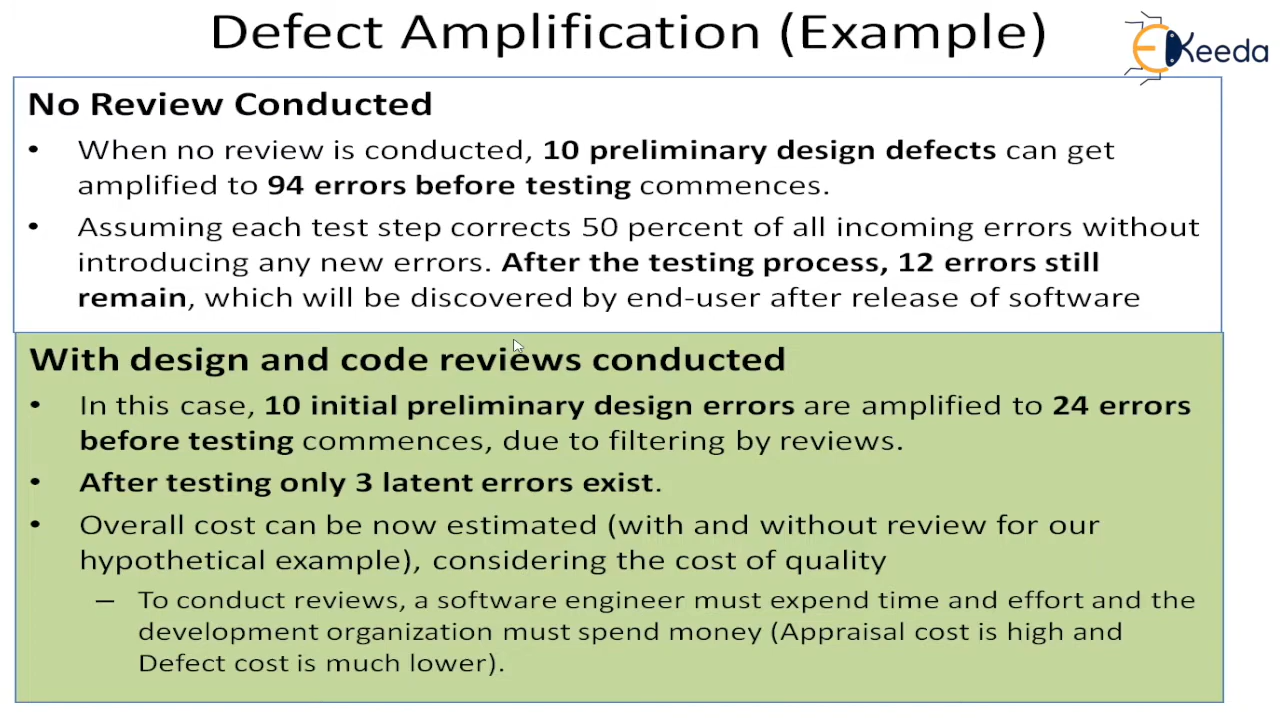 Defect Amplification (Example)
EKeeda
No Review Conducted
• When no review is conducted, 10 preliminary design defects can get
amplified to 94 errors before testing commences.
• Assuming each test step corrects 50 percent of all incoming errors without
introducing any new errors. After the testing process, 12 errors still
remain, which will be discovered by end-user after release of software
With design and code reviews conducted
• In this case, 10 initial preliminary design errors are amplified to 24 errors
before testing commences, due to filtering by reviews.
• After testing only 3 latent errors exist.
• Overall cost can be now estimated (with and without review for our
hypothetical example), considering the cost of quality
– To conduct reviews, a software engineer must expend time and effort and the
development organization must spend money (Appraisal cost is high and
Defect cost is much lower).